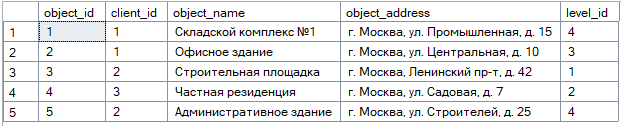 object_id client_id object_name object_address level_id
1 1 1 Складской комплекс №1 г. Москва, ул. Промышленная, д. 15 4
2 2 1 Офисное здание г. Москва, ул. Центральная, д. 10 3
3 3 2 Строительная площадка г. Москва, Ленинский пр-т, д. 42 1
4 4 3 Частная резиденция г. Москва, ул. Садовая, д. 7 2
5 5 2 Административное здание г. Москва, ул. Строителей, д. 25 4